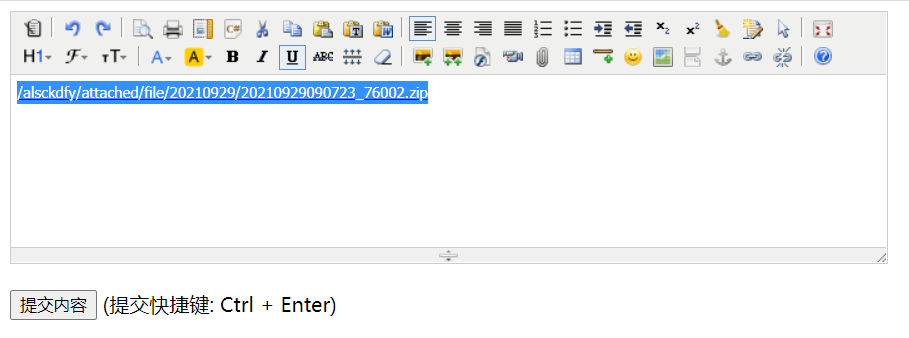 H1 ℱ тT A A B I U ABC
/alsckdfy/attached/file/20210929/20210929090723_76002.zip
提交内容 (提交快捷键: Ctrl + Enter)